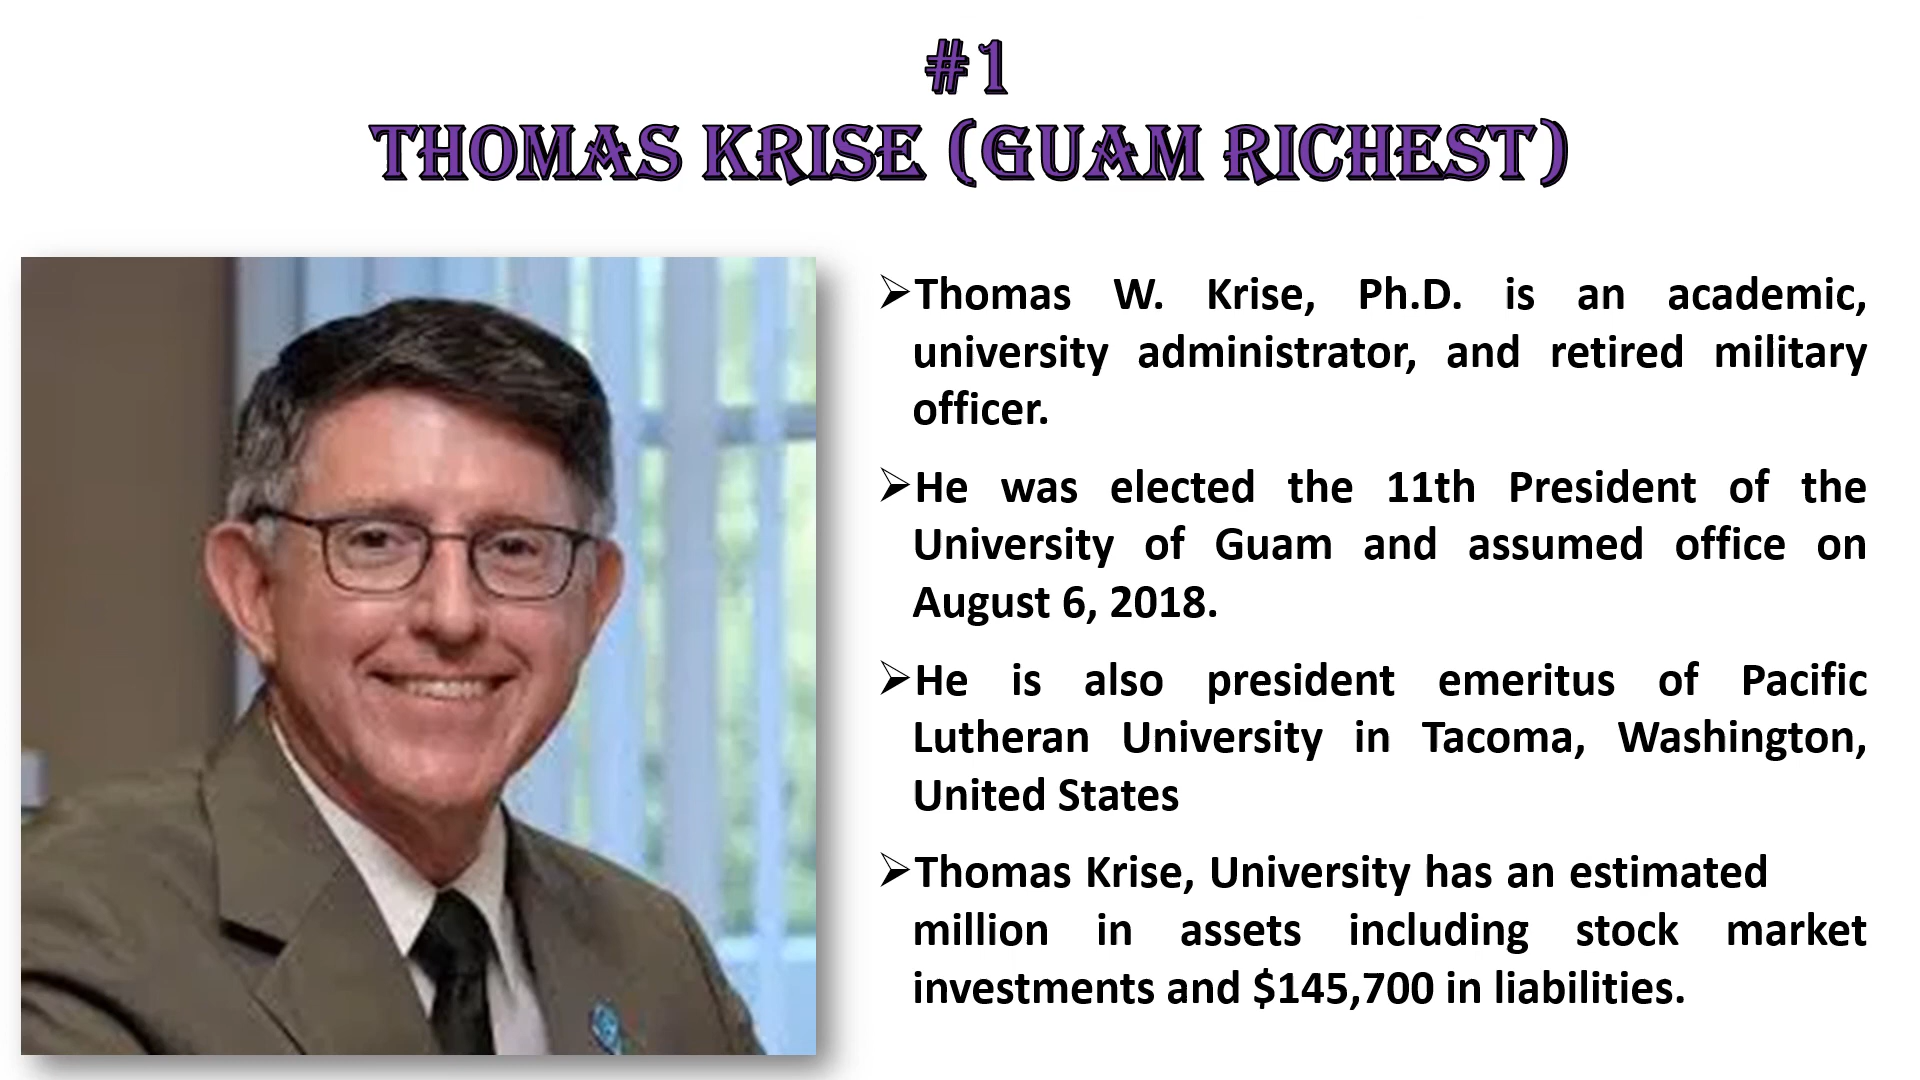 #1
THOMAS KRISE (GUAM RICHEST)
➢Thomas W. Krise, Ph.D. is an academic,
university administrator, and retired military
officer.
➢He was elected the 11th President of the
University of Guam and assumed office on
August 6, 2018.
➢He is also president emeritus of Pacific
Lutheran University in Tacoma, Washington,
United States
➢Thomas Krise, University has an estimated
million in assets including stock market
investments and $145,700 in liabilities.